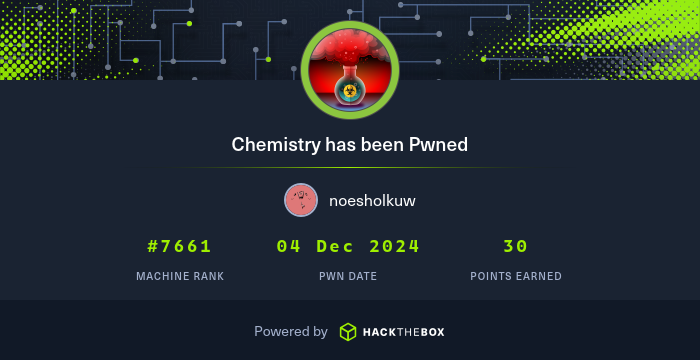 Chemistry has been Pwned
noesholkuw
#7661 04 Dec 2024 30
MACHINE RANK PWN DATE POINTS EARNED
Powered by HACKTHEBOX